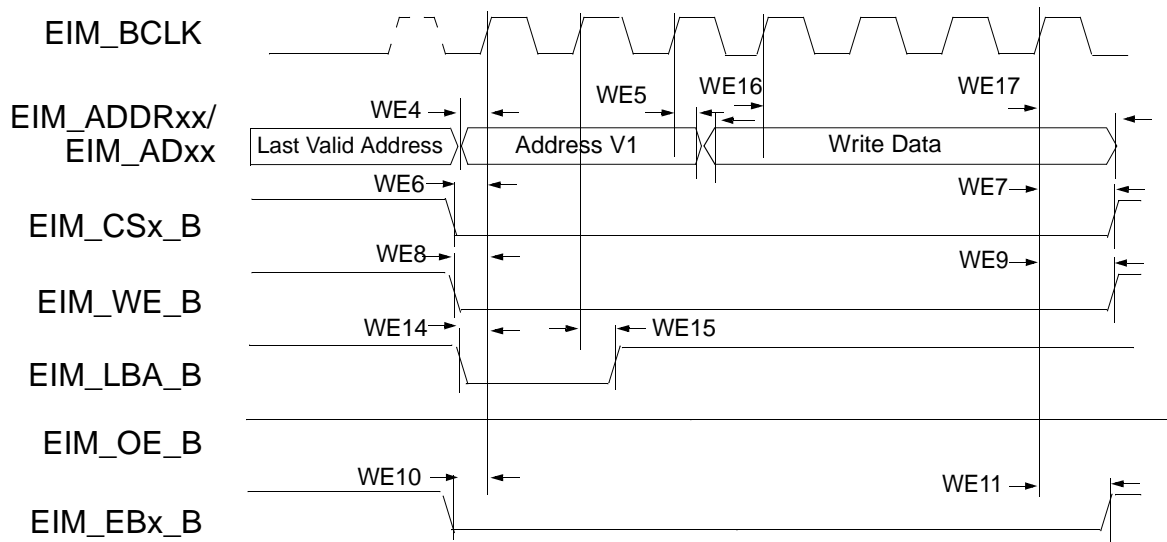 EIM_BCLK
WE4
WE5
WE16
WE17
EIM_ADDRxx/
EIM_ADxx
Last Valid Address
Address V1
Write Data
WE6
WE7
EIM_CSx_B
WE8
WE9
EIM_WE_B
WE14
WE15
EIM_LBA_B
EIM_OE_B
WE10
WE11
EIM_EBx_B